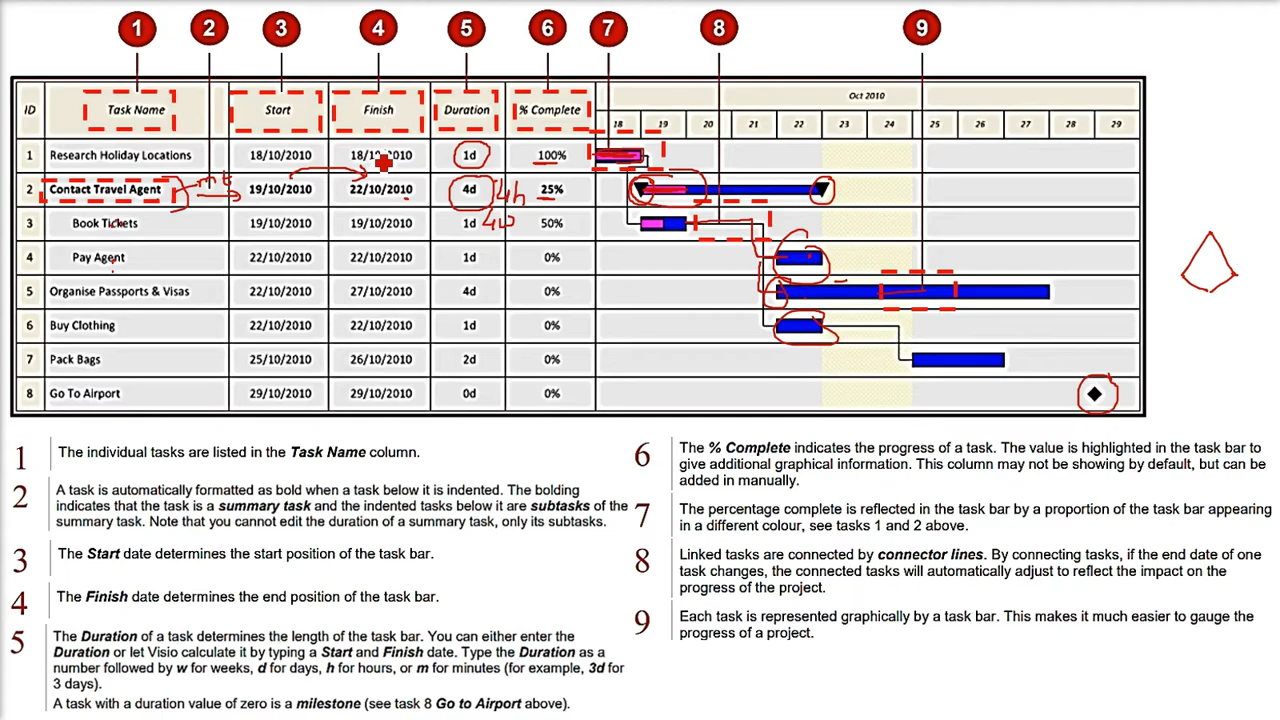 1 2 3 4 5 6 7 8 9
ID Task Name Start Finish Duration % Complete Oct 2010
18 19 20 21 22 23 24 25 26 27 28 29
1 Research Holiday Locations 18/10/2010 18/10/2010 1d 100%
2 Contact Travel Agent 19/10/2010 22/10/2010 4d 25%
4h
3 Book Tickets 19/10/2010 19/10/2010 1d 50%
4 Pay Agent 22/10/2010 22/10/2010 1d 0%
5 Organise Passports & Visas 22/10/2010 27/10/2010 4d 0%
6 Buy Clothing 22/10/2010 22/10/2010 1d 0%
7 Pack Bags 25/10/2010 26/10/2010 2d 0%
8 Go To Airport 29/10/2010 29/10/2010 0d 0%
1 The individual tasks are listed in the Task Name column.
2 A task is automatically formatted as bold when a task below it is indented. The bolding
indicates that the task is a summary task and the indented tasks below it are subtasks of the
summary task. Note that you cannot edit the duration of a summary task, only its subtasks.
3 The Start date determines the start position of the task bar.
4 The Finish date determines the end position of the task bar.
5 The Duration of a task determines the length of the task bar. You can either enter the
Duration or let Visio calculate it by typing a Start and Finish date. Type the Duration as a
number followed by w for weeks, d for days, h for hours, or m for minutes (for example, 3d for
3 days).
A task with a duration value of zero is a milestone (see task 8 Go to Airport above).
6 The % Complete indicates the progress of a task. The value is highlighted in the task bar to
give additional graphical information. This column may not be showing by default, but can be
added in manually.
7 The percentage complete is reflected in the task bar by a proportion of the task bar appearing
in a different colour, see tasks 1 and 2 above.
8 Linked tasks are connected by connector lines. By connecting tasks, if the end date of one
task changes, the connected tasks will automatically adjust to reflect the impact on the
progress of the project.
9 Each task is represented graphically by a task bar. This makes it much easier to gauge the
progress of a project.